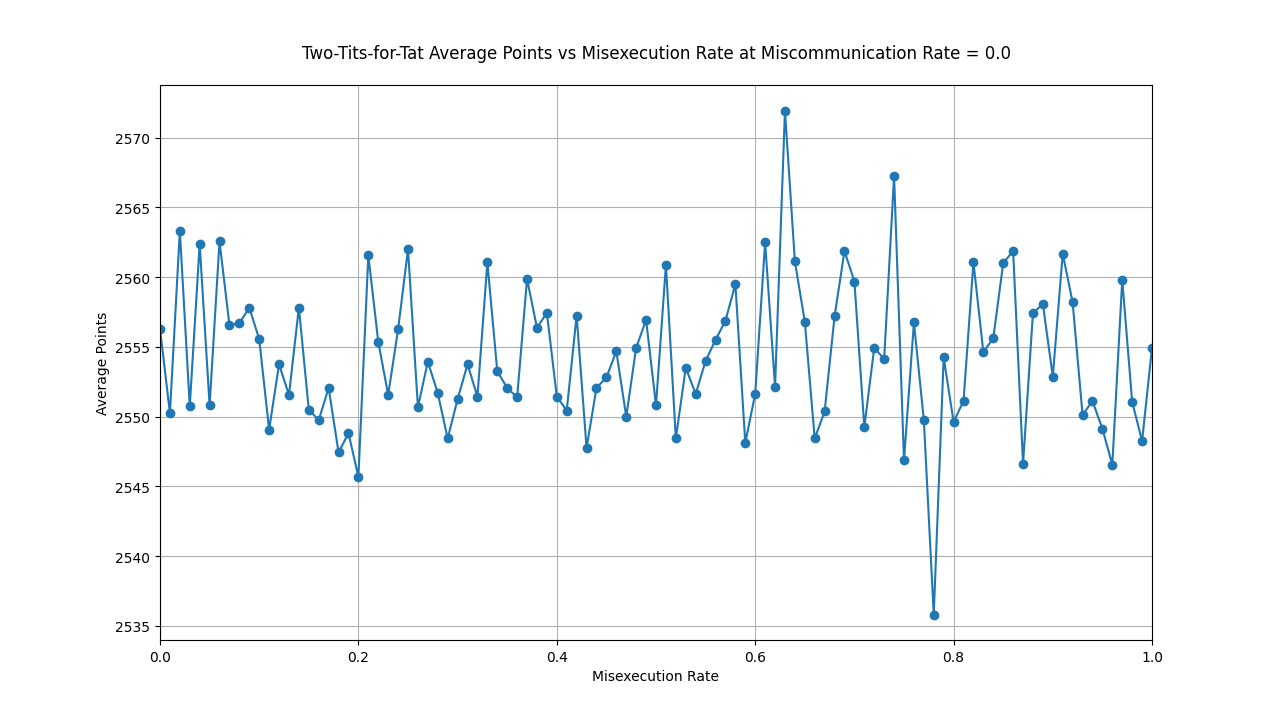 Two-Tits-for-Tat Average Points vs Misexecution Rate at Miscommunication Rate = 0.0
Average Points
2570
2565
2560
2555
2550
2545
2540
2535
0.0 0.2 0.4 0.6 0.8 1.0
Misexecution Rate